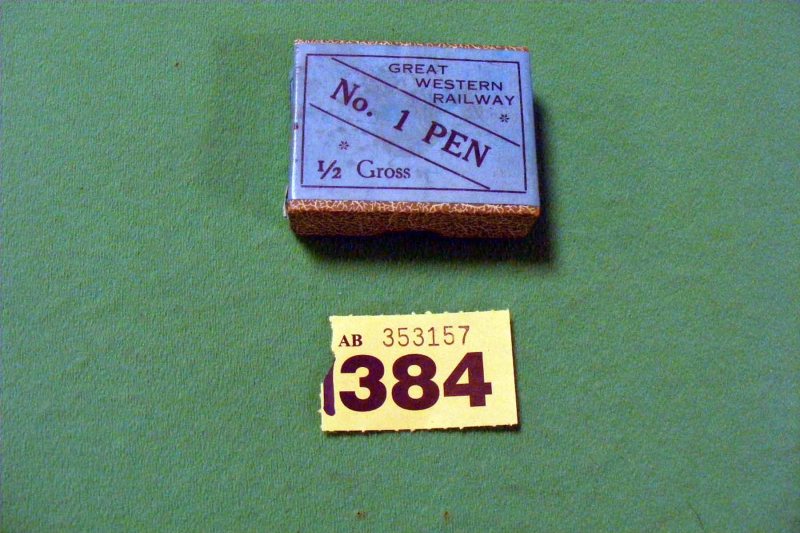 GREAT
WESTERN
RAILWAY
No. 1 PEN
1/2 Gross
AB 353157
384